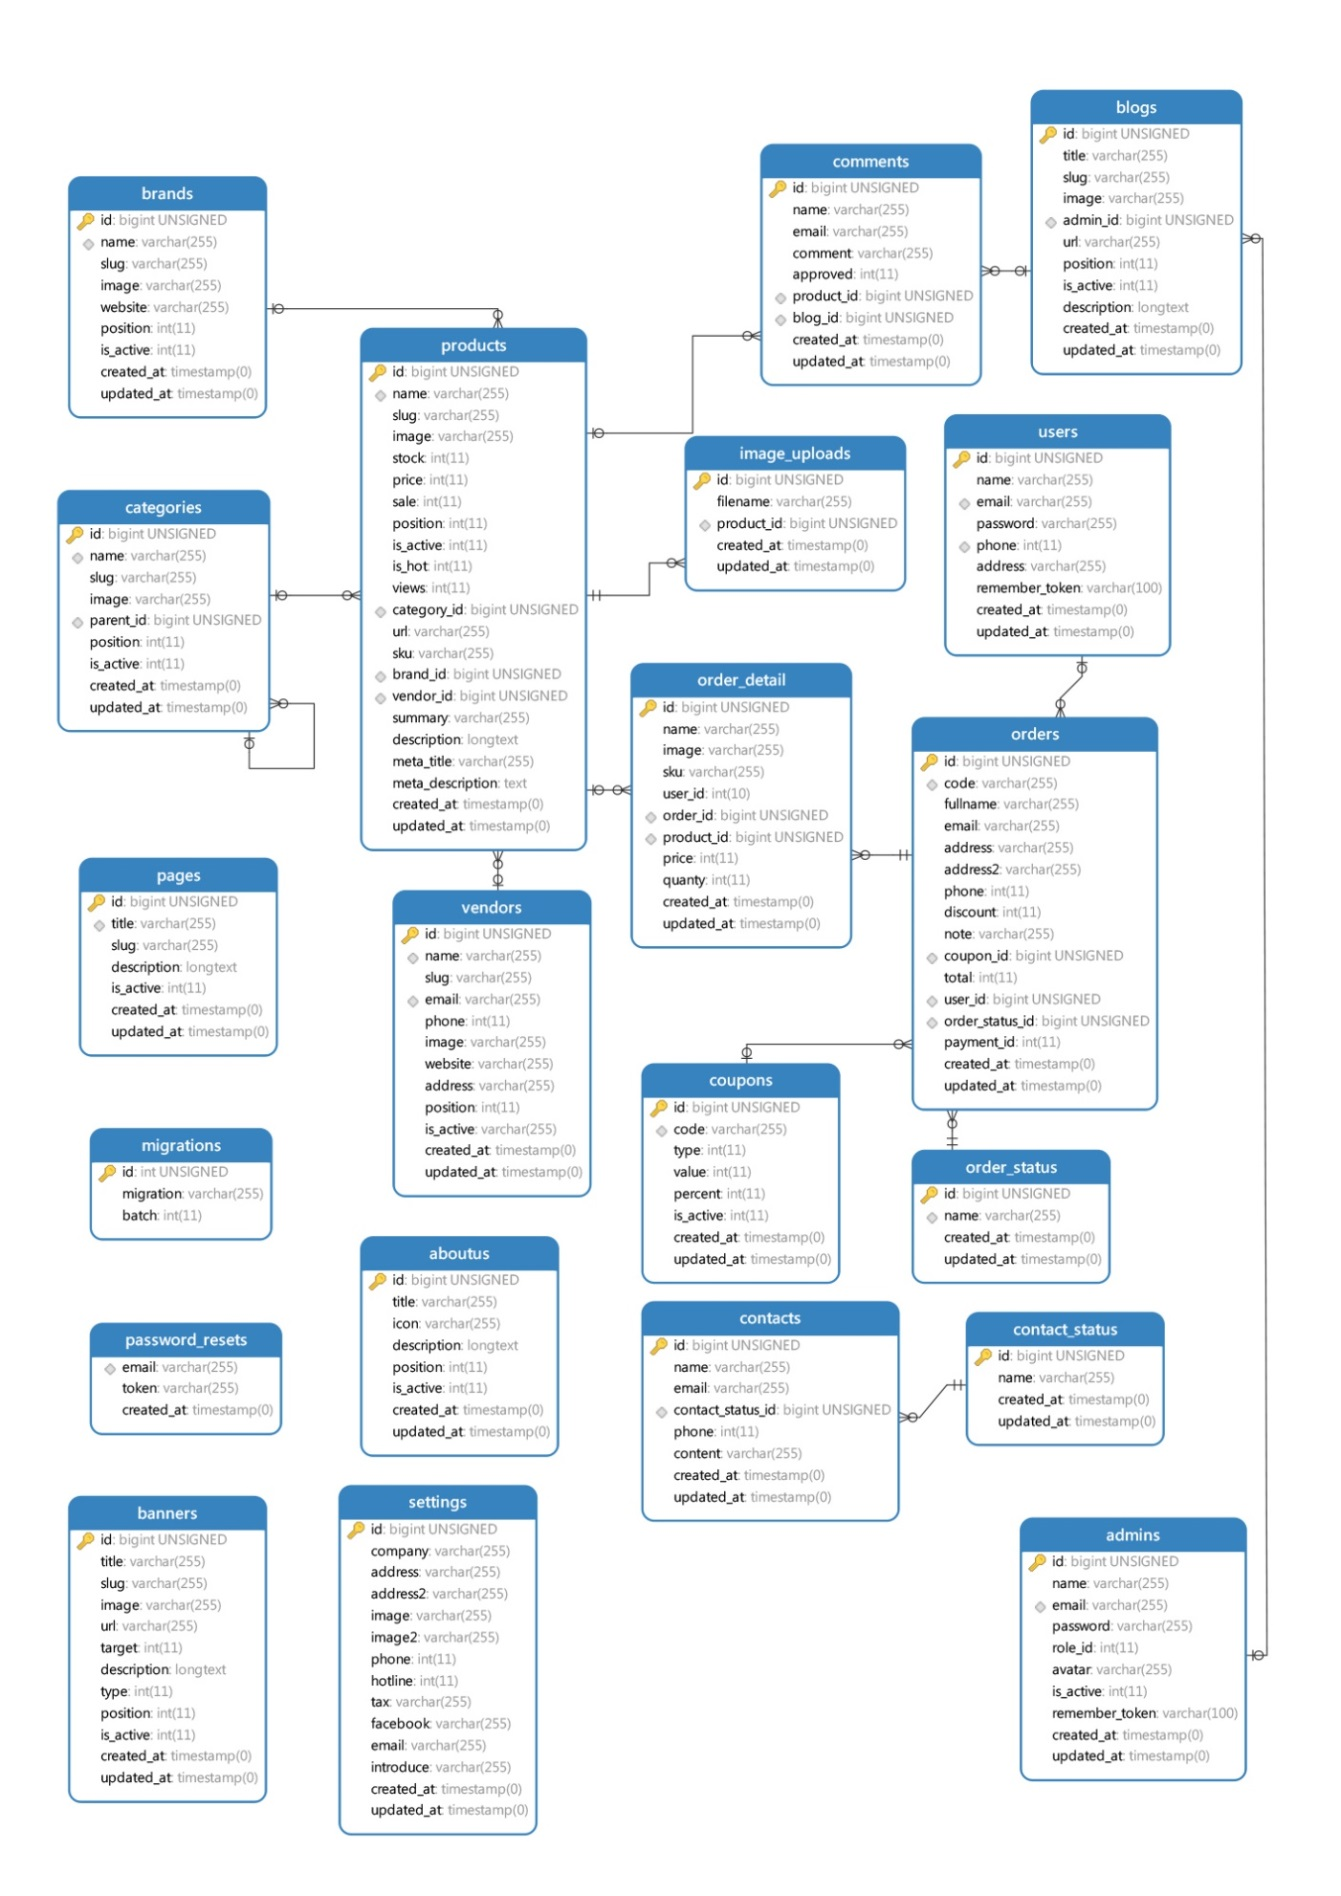 blogs
id: bigint UNSIGNED
title: varchar(255)
slug: varchar(255)
image: varchar(255)
admin_id: bigint UNSIGNED
url: varchar(255)
position: int(11)
is_active: int(11)
description: longtext
created_at: timestamp(0)
updated_at: timestamp(0)
comments
id: bigint UNSIGNED
name: varchar(255)
email: varchar(255)
comment: varchar(255)
approved: int(11)
product_id: bigint UNSIGNED
blog_id: bigint UNSIGNED
created_at: timestamp(0)
updated_at: timestamp(0)
brands
id: bigint UNSIGNED
name: varchar(255)
slug: varchar(255)
image: varchar(255)
website: varchar(255)
position: int(11)
is_active: int(11)
created_at: timestamp(0)
updated_at: timestamp(0)
products
id: bigint UNSIGNED
name: varchar(255)
slug: varchar(255)
image: varchar(255)
stock: int(11)
price: int(11)
sale: int(11)
position: int(11)
is_active: int(11)
is_hot: int(11)
views: int(11)
category_id: bigint UNSIGNED
url: varchar(255)
sku: varchar(255)
brand_id: bigint UNSIGNED
vendor_id: bigint UNSIGNED
summary: varchar(255)
description: longtext
meta_title: varchar(255)
meta_description: text
created_at: timestamp(0)
updated_at: timestamp(0)
image_uploads
id: bigint UNSIGNED
filename: varchar(255)
product_id: bigint UNSIGNED
created_at: timestamp(0)
updated_at: timestamp(0)
users
id: bigint UNSIGNED
name: varchar(255)
email: varchar(255)
password: varchar(255)
phone: int(11)
address: varchar(255)
remember_token: varchar(100)
created_at: timestamp(0)
updated_at: timestamp(0)
categories
id: bigint UNSIGNED
name: varchar(255)
slug: varchar(255)
image: varchar(255)
parent_id: bigint UNSIGNED
position: int(11)
is_active: int(11)
created_at: timestamp(0)
updated_at: timestamp(0)
order_detail
id: bigint UNSIGNED
name: varchar(255)
image: varchar(255)
sku: varchar(255)
user_id: int(10)
order_id: bigint UNSIGNED
product_id: bigint UNSIGNED
price: int(11)
quanty: int(11)
created_at: timestamp(0)
updated_at: timestamp(0)
orders
id: bigint UNSIGNED
code: varchar(255)
fullname: varchar(255)
email: varchar(255)
address: varchar(255)
address2: varchar(255)
phone: int(11)
discount: int(11)
note: varchar(255)
coupon_id: bigint UNSIGNED
total: int(11)
user_id: bigint UNSIGNED
order_status_id: bigint UNSIGNED
payment_id: int(11)
created_at: timestamp(0)
updated_at: timestamp(0)
pages
id: bigint UNSIGNED
title: varchar(255)
slug: varchar(255)
description: longtext
is_active: int(11)
created_at: timestamp(0)
updated_at: timestamp(0)
vendors
id: bigint UNSIGNED
name: varchar(255)
slug: varchar(255)
email: varchar(255)
phone: int(11)
image: varchar(255)
website: varchar(255)
address: varchar(255)
position: int(11)
is_active: varchar(255)
created_at: timestamp(0)
updated_at: timestamp(0)
coupons
id: bigint UNSIGNED
code: varchar(255)
type: int(11)
value: int(11)
percent: int(11)
is_active: int(11)
created_at: timestamp(0)
updated_at: timestamp(0)
order_status
id: bigint UNSIGNED
name: varchar(255)
created_at: timestamp(0)
updated_at: timestamp(0)
migrations
id: int UNSIGNED
migration: varchar(255)
batch: int(11)
aboutus
id: bigint UNSIGNED
title: varchar(255)
icon: varchar(255)
description: longtext
position: int(11)
is_active: int(11)
created_at: timestamp(0)
updated_at: timestamp(0)
contacts
id: bigint UNSIGNED
name: varchar(255)
email: varchar(255)
contact_status_id: bigint UNSIGNED
phone: int(11)
content: varchar(255)
created_at: timestamp(0)
updated_at: timestamp(0)
contact_status
id: bigint UNSIGNED
name: varchar(255)
created_at: timestamp(0)
updated_at: timestamp(0)
password_resets
email: varchar(255)
token: varchar(255)
created_at: timestamp(0)
banners
id: bigint UNSIGNED
title: varchar(255)
slug: varchar(255)
image: varchar(255)
url: varchar(255)
target: int(11)
description: longtext
type: int(11)
position: int(11)
is_active: int(11)
created_at: timestamp(0)
updated_at: timestamp(0)
settings
id: bigint UNSIGNED
company: varchar(255)
address: varchar(255)
address2: varchar(255)
image: varchar(255)
image2: varchar(255)
phone: int(11)
hotline: int(11)
tax: varchar(255)
facebook: varchar(255)
email: varchar(255)
introduce: varchar(255)
created_at: timestamp(0)
updated_at: timestamp(0)
admins
id: bigint UNSIGNED
name: varchar(255)
email: varchar(255)
password: varchar(255)
role_id: int(11)
avatar: varchar(255)
is_active: int(11)
remember_token: varchar(100)
created_at: timestamp(0)
updated_at: timestamp(0)